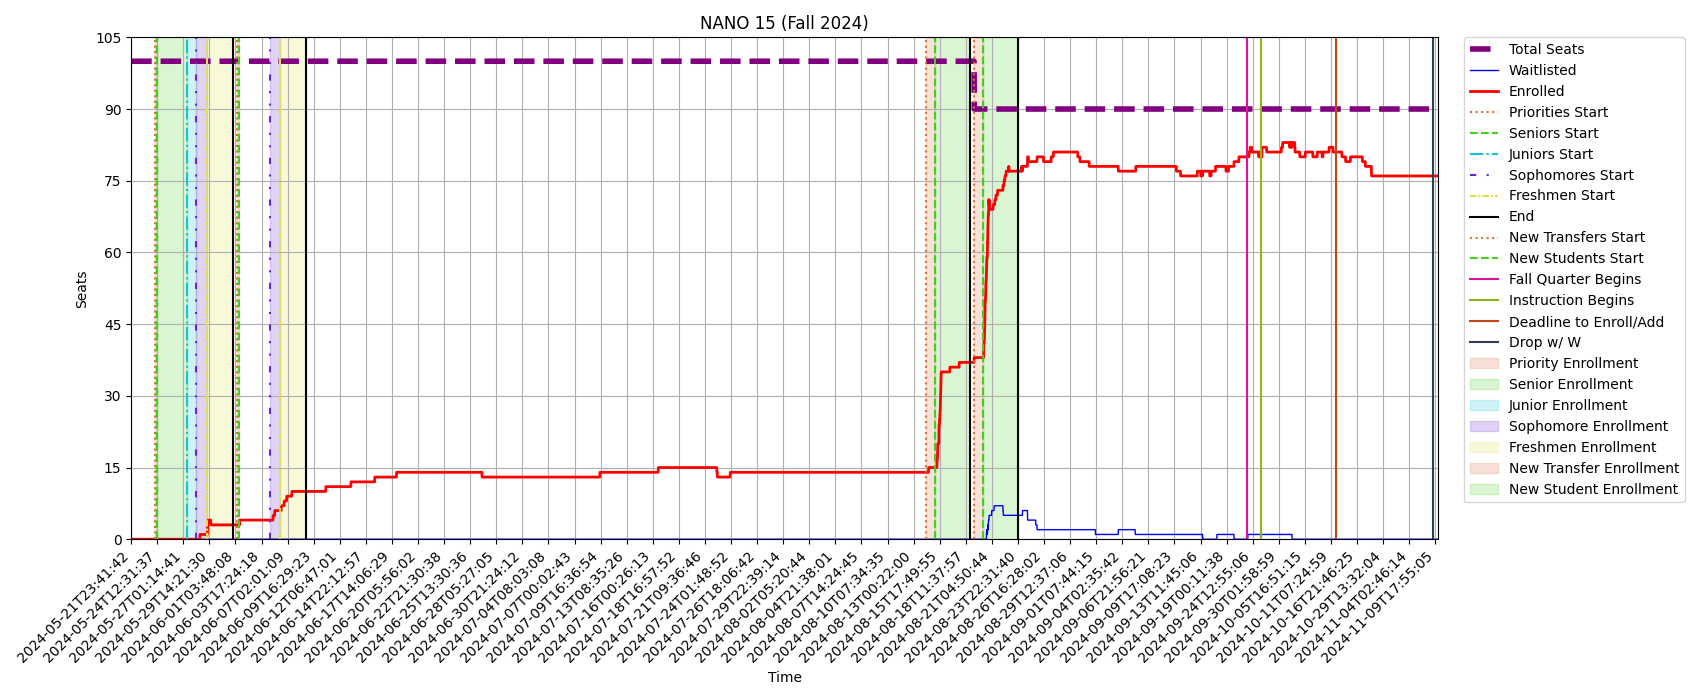 NANO 15 (Fall 2024)
105
90
75
60
45
30
15
0
Seats
2024-05-21T23:41:42
2024-05-24T12:31:37
2024-05-27T01:14:41
2024-05-29T14:21:30
2024-06-01T03:48:08
2024-06-03T17:24:18
2024-06-07T02:01:09
2024-06-09T16:29:23
2024-06-12T06:47:01
2024-06-14T22:12:57
2024-06-17T14:06:29
2024-06-20T05:56:02
2024-06-22T21:30:38
2024-06-25T13:30:36
2024-06-28T05:27:05
2024-06-30T21:24:12
2024-07-04T08:03:08
2024-07-07T00:02:43
2024-07-09T16:36:54
2024-07-13T08:35:26
2024-07-16T00:26:13
2024-07-18T16:57:52
2024-07-21T09:36:46
2024-07-24T01:48:52
2024-07-26T18:06:42
2024-07-29T22:39:14
2024-08-01T05:20:44
2024-08-04T21:38:01
2024-08-07T14:24:45
2024-08-10T07:34:35
2024-08-13T00:22:00
2024-08-15T17:49:55
2024-08-18T11:37:57
2024-08-21T04:50:44
2024-08-23T22:31:40
2024-08-26T16:28:02
2024-08-29T12:37:06
2024-09-01T07:44:15
2024-09-04T02:35:42
2024-09-06T21:56:21
2024-09-09T17:08:23
2024-09-13T11:45:06
2024-09-19T00:11:38
2024-09-24T12:55:06
2024-09-30T01:58:59
2024-10-05T16:51:15
2024-10-11T07:24:59
2024-10-16T21:46:25
2024-10-29T13:32:04
2024-11-04T02:46:14
2024-11-09T17:55:05
Time
Total Seats
Waitlisted
Enrolled
Priorities Start
Seniors Start
Juniors Start
Sophomores Start
Freshmen Start
End
New Transfers Start
New Students Start
Fall Quarter Begins
Instruction Begins
Deadline to Enroll/Add
Drop w/ W
Priority Enrollment
Senior Enrollment
Junior Enrollment
Sophomore Enrollment
Freshmen Enrollment
New Transfer Enrollment
New Student Enrollment